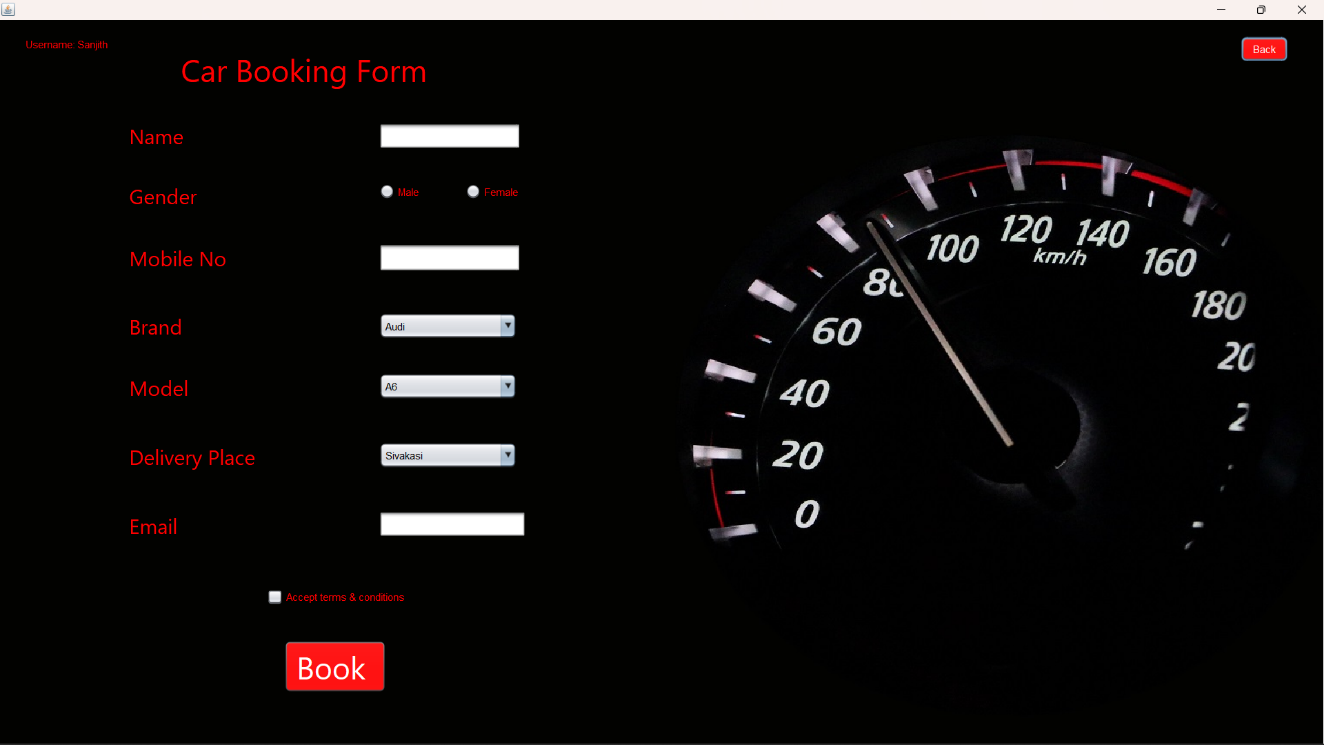 Username: Sanjith
Back
Car Booking Form
Name
Gender
Male
Female
Mobile No
Brand
Audi
Model
A6
Delivery Place
Sivakasi
Email
Accept terms & conditions
Book
0
20
40
60
80
100
120
140
160
180
20
2
km/h